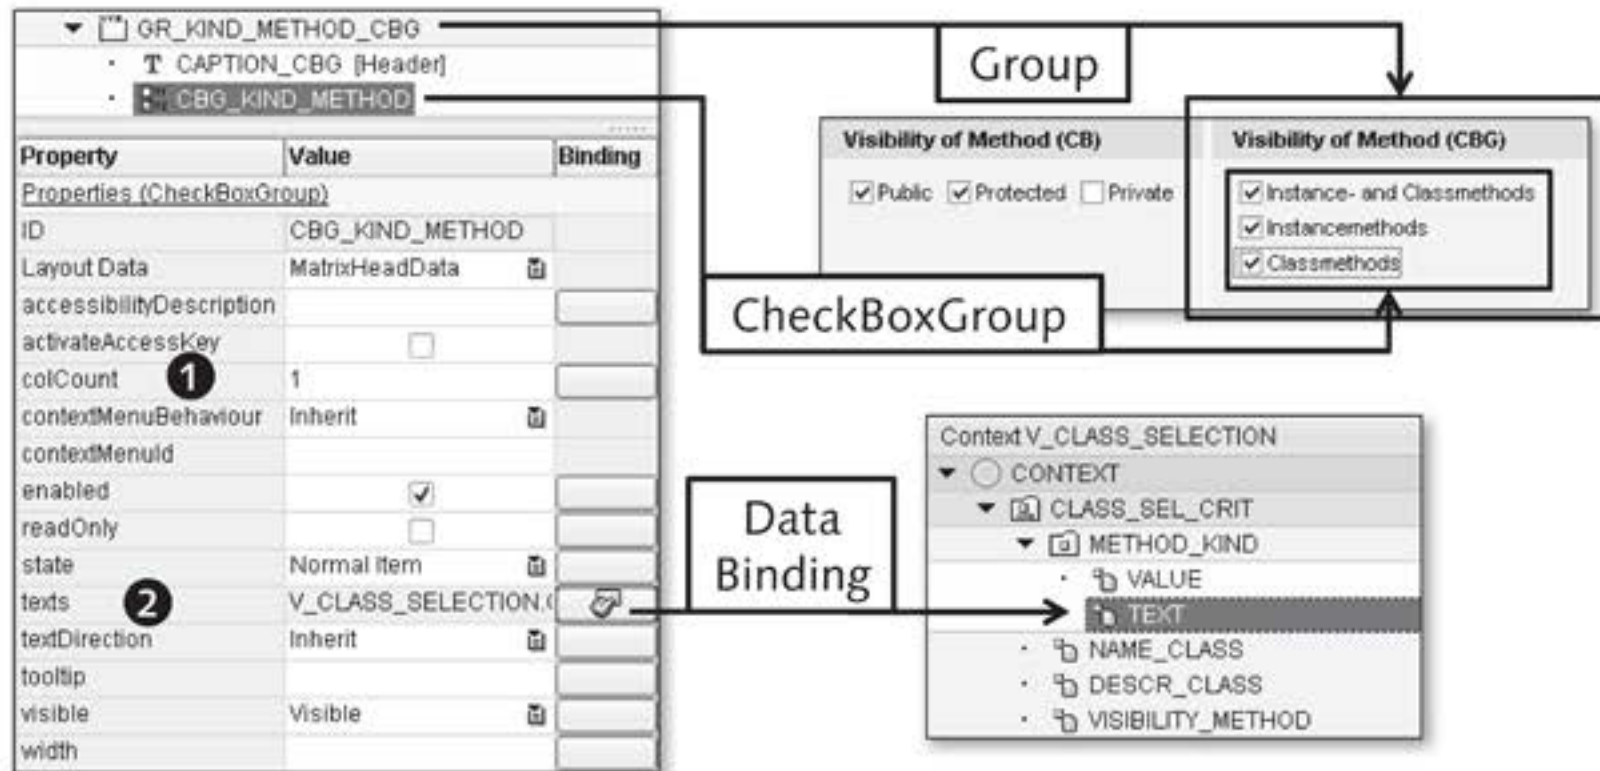 GR_KIND_METHOD_CBG
T CAPTION_CBG [Header]
CBG_KIND_METHOD
Property Value Binding
Properties (CheckBoxGroup)
ID CBG_KIND_METHOD
Layout Data MatrixHeadData
accessibilityDescription
activateAccessKey
colCount 1 1
contextMenuBehaviour Inherit
contextMenuId
enabled
readOnly
state Normal Item
texts 2 V_CLASS_SELECTION.(
textDirection Inherit
tooltip
visible Visible
width
Group
Visibility of Method (CB)
Public Protected Private
Visibility of Method (CBG)
Instance- and Classmethods
Instancemethods
Classmethods
CheckBoxGroup
Data
Binding
Context V_CLASS_SELECTION
CONTEXT
CLASS_SEL_CRIT
METHOD_KIND
VALUE
TEXT
NAME_CLASS
DESCR_CLASS
VISIBILITY_METHOD